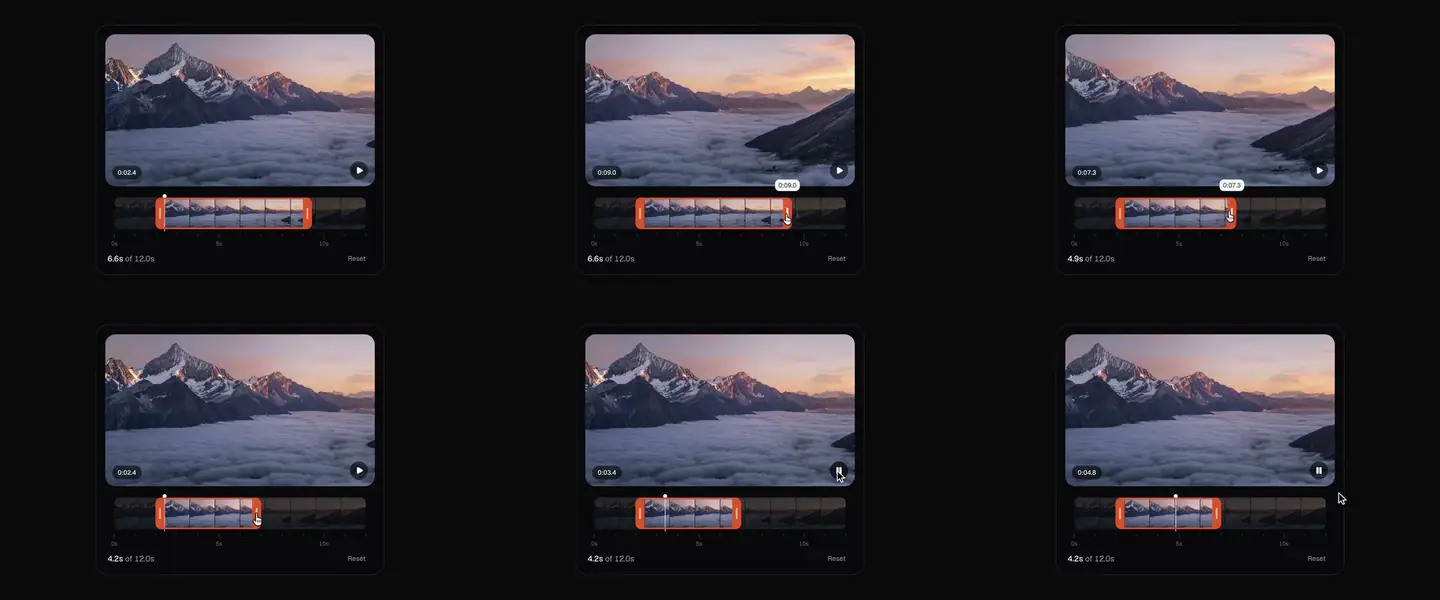 0:02.4
0s 5s 10s
6.6s of 12.0s Reset
0:09.0
0:09.0
0s 5s 10s
6.6s of 12.0s Reset
0:07.3
0:07.3
0s 5s 10s
4.9s of 12.0s Reset
0:02.4
0s 5s 10s
4.2s of 12.0s Reset
0:03.4
0s 5s 10s
4.2s of 12.0s Reset
0:04.8
0s 5s 10s
4.2s of 12.0s Reset